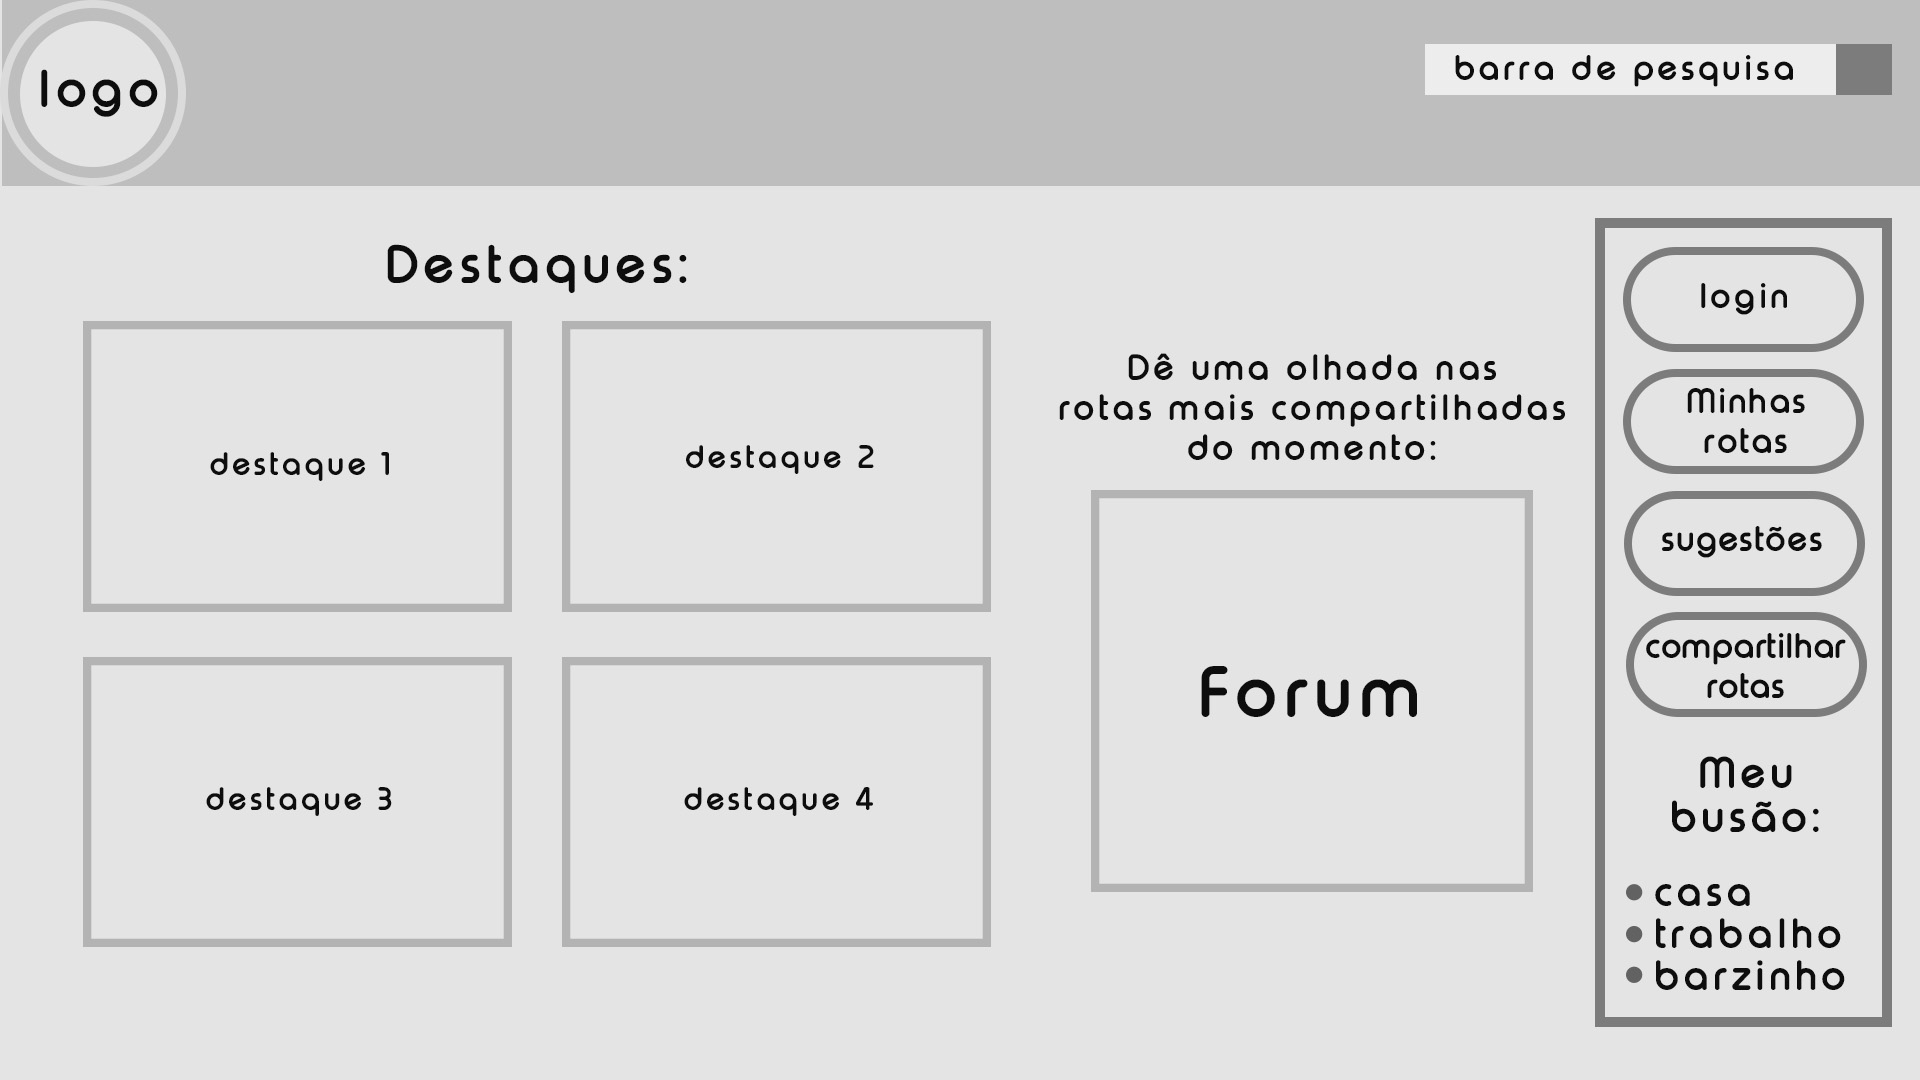 logo
barra de pesquisa
Destaques:
destaque 1
destaque 2
destaque 3
destaque 4
Dê uma olhada nas
rotas mais compartilhadas
do momento:
Forum
login
Minhas
rotas
sugestões
compartilhar
rotas
Meu
busão:
casa
trabalho
barzinho